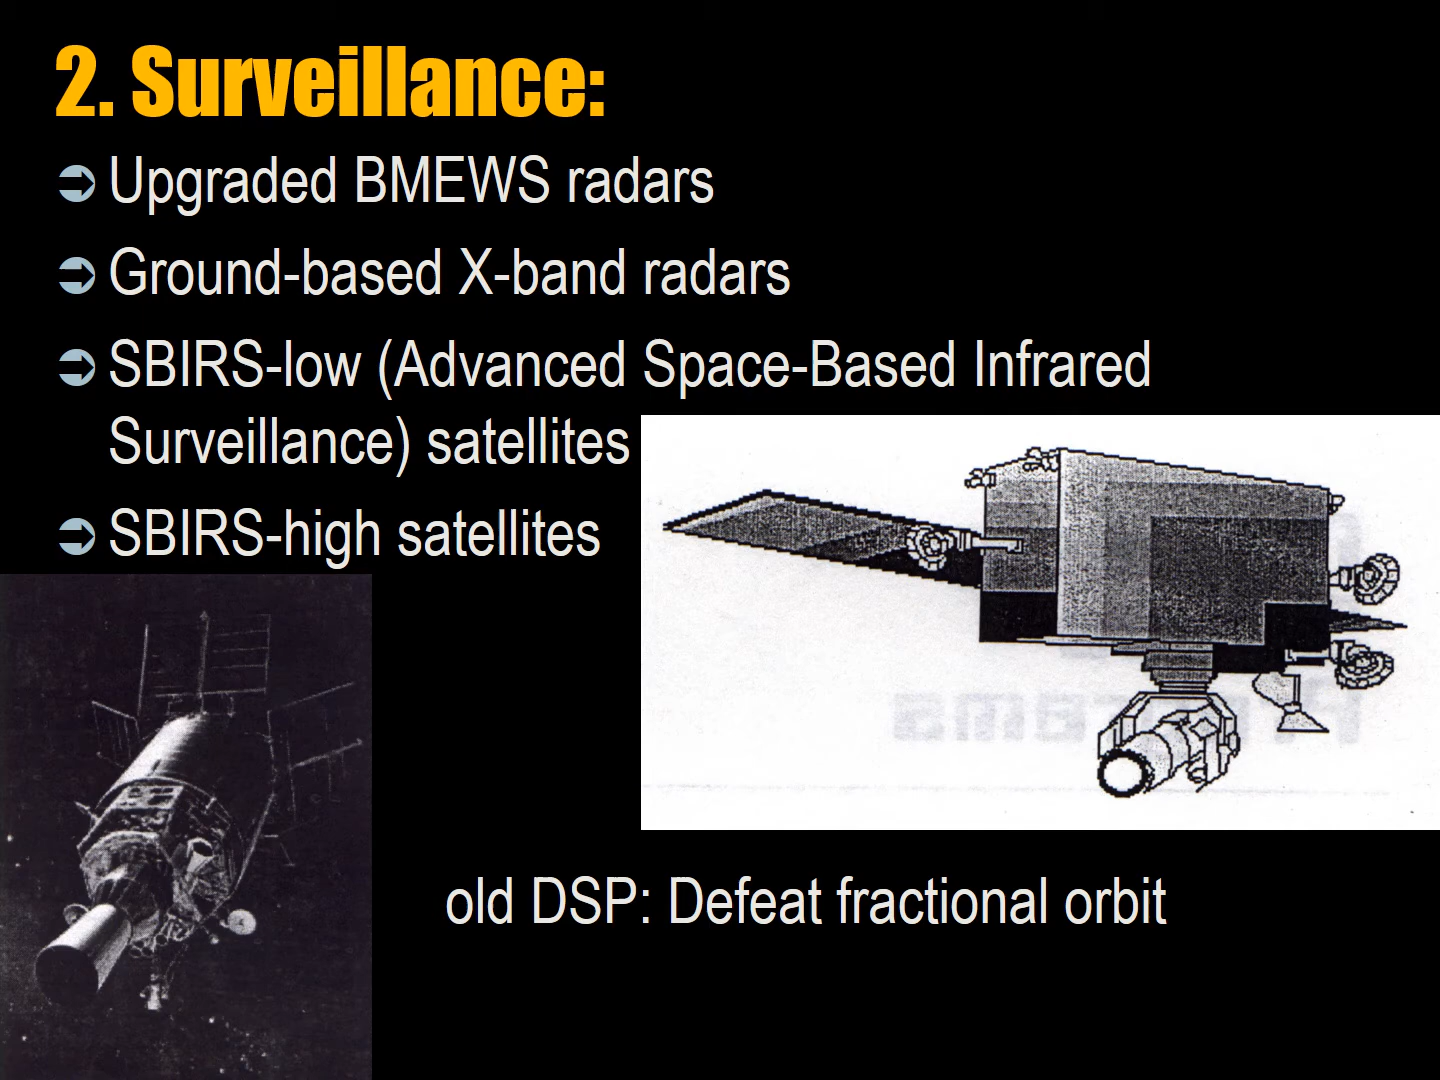 2. Surveillance:
Upgraded BMEWS radars
Ground-based X-band radars
SBIRS-low (Advanced Space-Based Infrared
Surveillance) satellites
SBIRS-high satellites
old DSP: Defeat fractional orbit